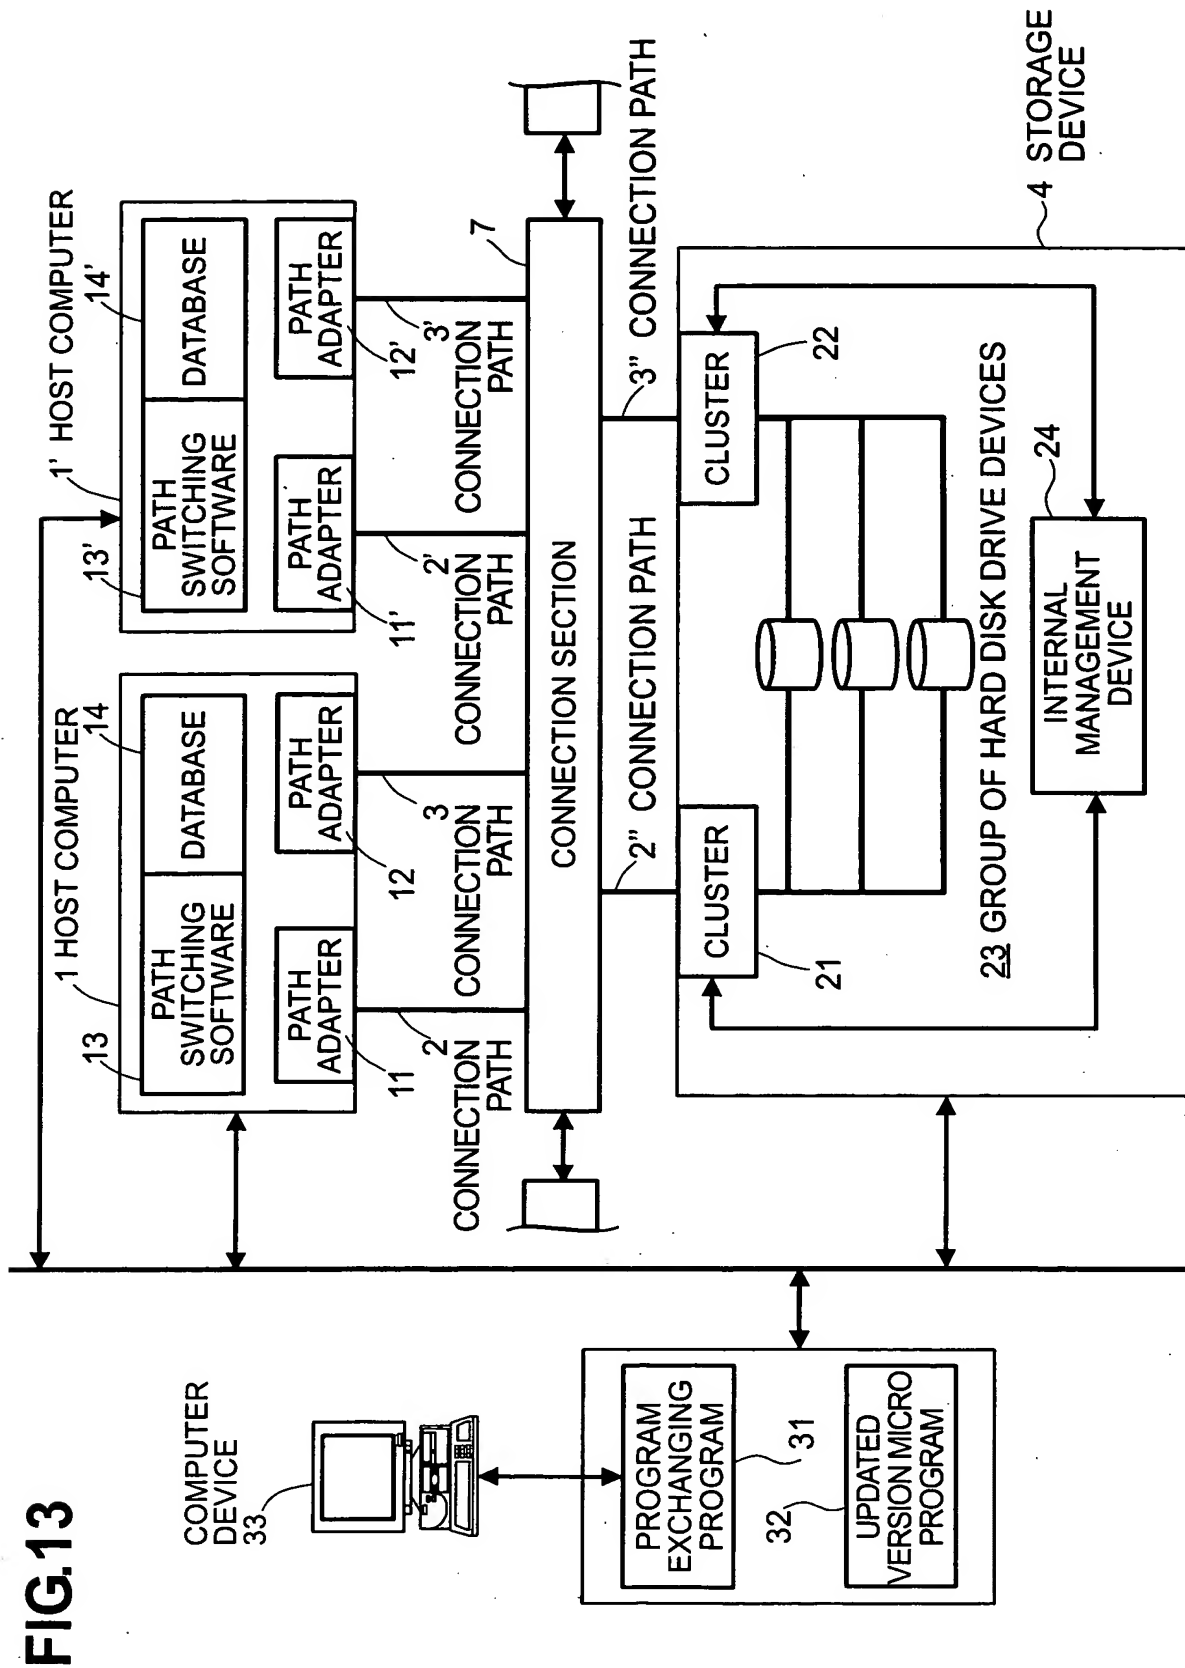 FIG.13
COMPUTER
DEVICE
33
PROGRAM
EXCHANGING
PROGRAM
31
32
UPDATED
VERSION MICRO
PROGRAM
1 HOST COMPUTER
13
PATH
SWITCHING
SOFTWARE
DATABASE
14
PATH
ADAPTER
11
PATH
ADAPTER
12
1' HOST COMPUTER
13'
PATH
SWITCHING
SOFTWARE
DATABASE
14'
PATH
ADAPTER
11'
PATH
ADAPTER
12'
2
CONNECTION
PATH
3
CONNECTION
PATH
2'
CONNECTION
PATH
3'
CONNECTION
PATH
7
CONNECTION SECTION
2" CONNECTION PATH
3" CONNECTION PATH
CLUSTER
21
CLUSTER
22
23 GROUP OF HARD DISK DRIVE DEVICES
24
INTERNAL
MANAGEMENT
DEVICE
4 STORAGE
DEVICE